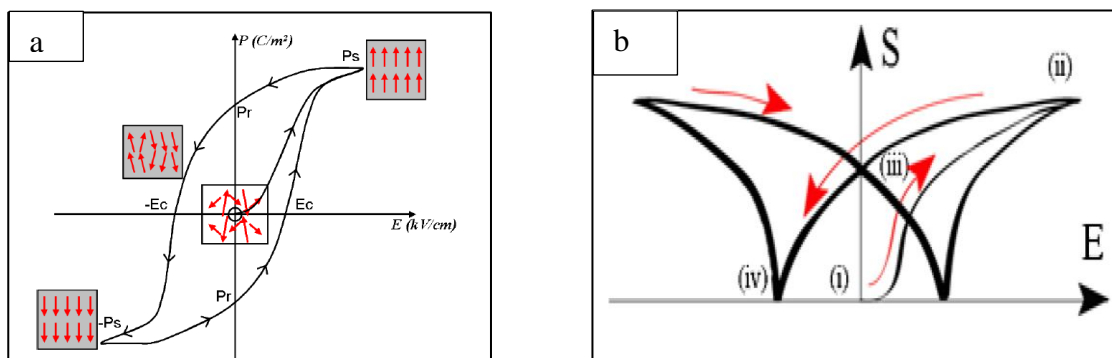 a
P (C/m²)
Ps
Pr
-Ec
Ec
E (kV/cm)
Pr
-Ps
b
S
(ii)
(iii)
E
(iv)
(i)